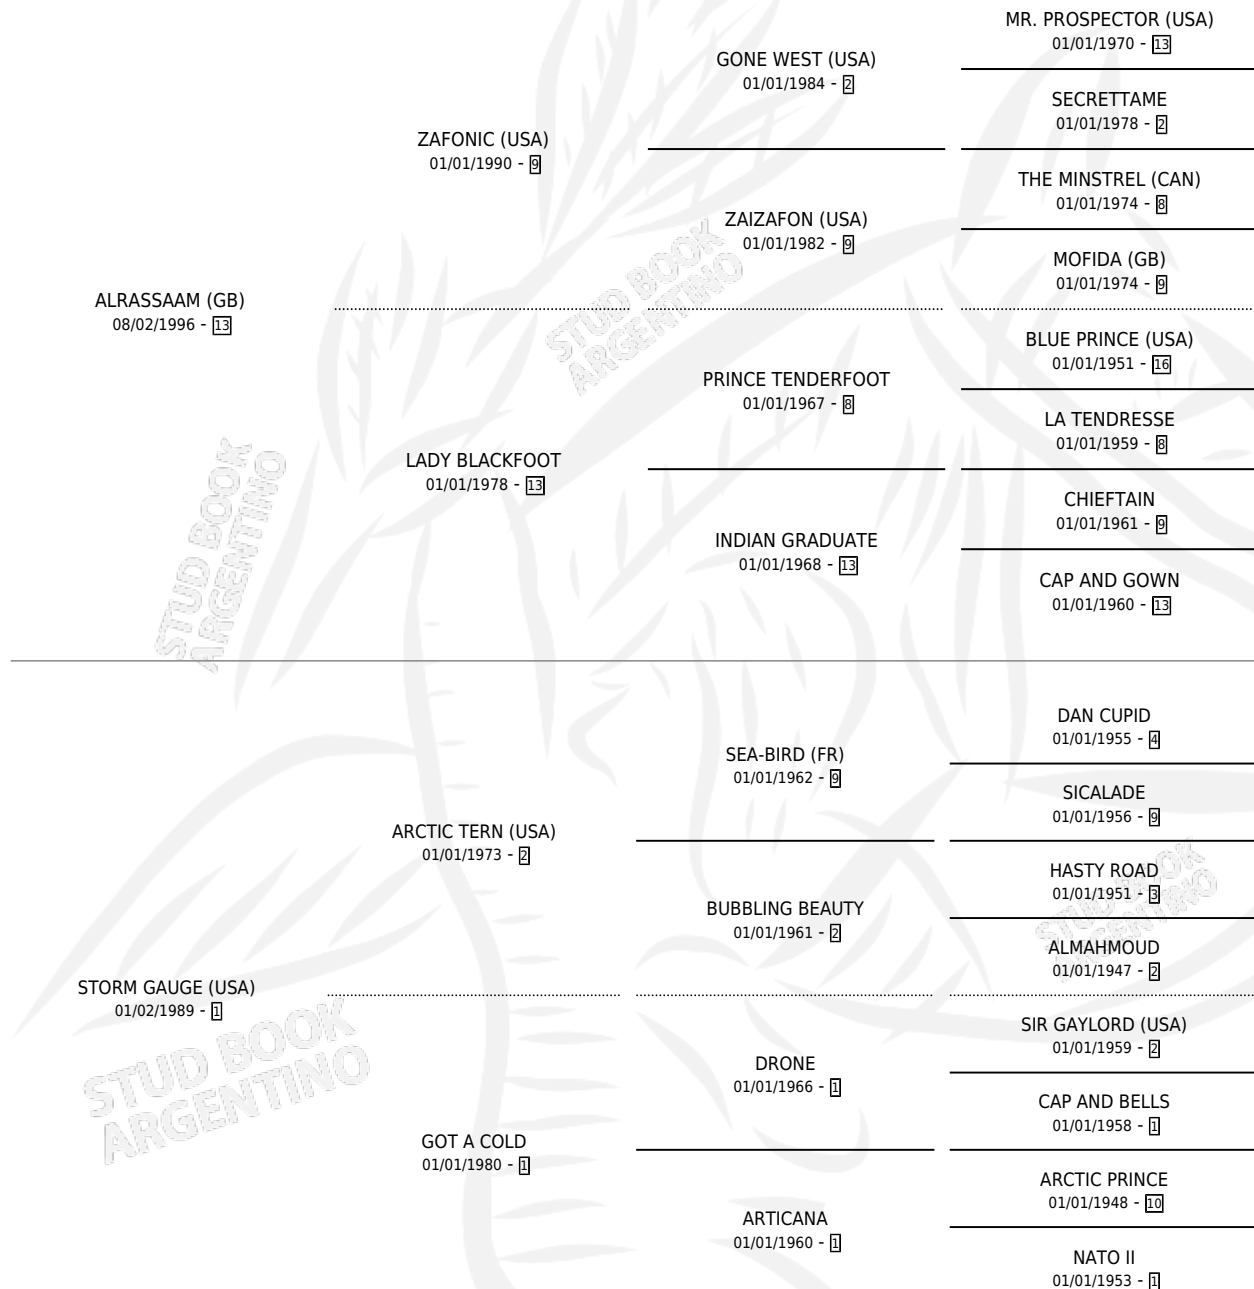 MR. PROSPECTOR (USA)
01/01/1970 - 13
GONE WEST (USA)
01/01/1984 - 2
SECRETTAME
01/01/1978 - 2
ZAFONIC (USA)
01/01/1990 - 9
THE MINSTREL (CAN)
01/01/1974 - 8
ZAIZAFON (USA)
01/01/1982 - 9
MOFIDA (GB)
01/01/1974 - 9
ALRASSAAM (GB)
08/02/1996 - 13
BLUE PRINCE (USA)
01/01/1951 - 16
PRINCE TENDERFOOT
01/01/1967 - 8
LA TENDRESSE
01/01/1959 - 8
LADY BLACKFOOT
01/01/1978 - 13
CHIEFTAIN
01/01/1961 - 9
INDIAN GRADUATE
01/01/1968 - 13
CAP AND GOWN
01/01/1960 - 13
DAN CUPID
01/01/1955 - 4
SEA-BIRD (FR)
01/01/1962 - 9
SICALADE
01/01/1956 - 9
ARCTIC TERN (USA)
01/01/1973 - 2
HASTY ROAD
01/01/1951 - 3
BUBBLING BEAUTY
01/01/1961 - 2
ALMAHMOUD
01/01/1947 - 2
STORM GAUGE (USA)
01/02/1989 - 1
SIR GAYLORD (USA)
01/01/1959 - 2
DRONE
01/01/1966 - 1
CAP AND BELLS
01/01/1958 - 1
GOT A COLD
01/01/1980 - 1
ARCTIC PRINCE
01/01/1948 - 10
ARTICANA
01/01/1960 - 1
NATO II
01/01/1953 - 1
STUD BOOK
ARGENTINO
STUD BOOK
ARGENTINO
STUD BOOK
ARGENTINO
STUD BOOK
ARGENTINO